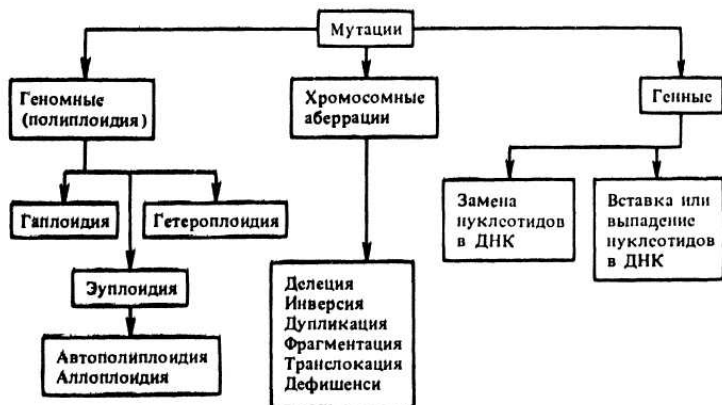 Мутации
Геномные
(полиплоидия)
Хромосомные
аберрации
Генные
Гаплоидия
Гетероплоидия
Замена
нуклеотидов
в ДНК
Вставка или
выпадение
нуклеотидов
в ДНК
Эуплоидия
Автополиплоидия
Аллоплоидия
Делеция
Инверсия
Дупликация
Фрагментация
Транслокация
Дефишенси